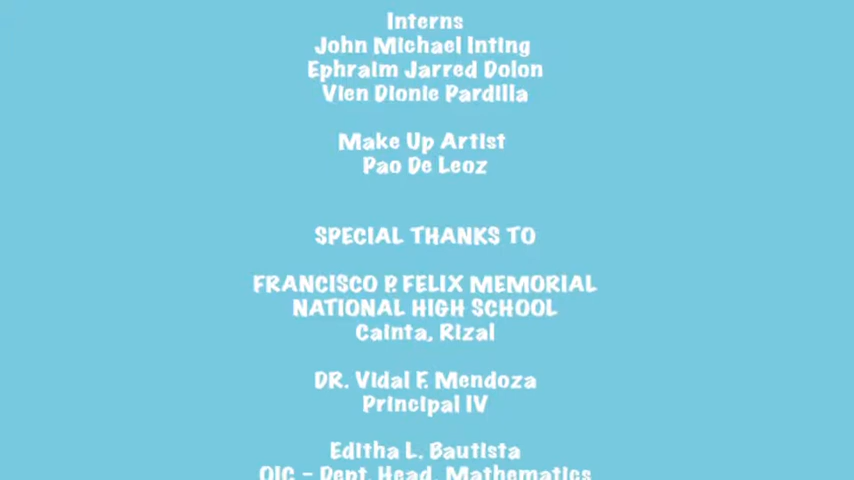 Interns
John Michael Inting
Ephraim Jarred Dolon
Vien Dionie Pardilla
Make Up Artist
Pao De Leoz
SPECIAL THANKS TO
FRANCISCO P. FELIX MEMORIAL
NATIONAL HIGH SCHOOL
Cainta, Rizal
DR. Vidal F. Mendoza
Principal IV
Editha L. Bautista
OIC - Dept. Head, Mathematics